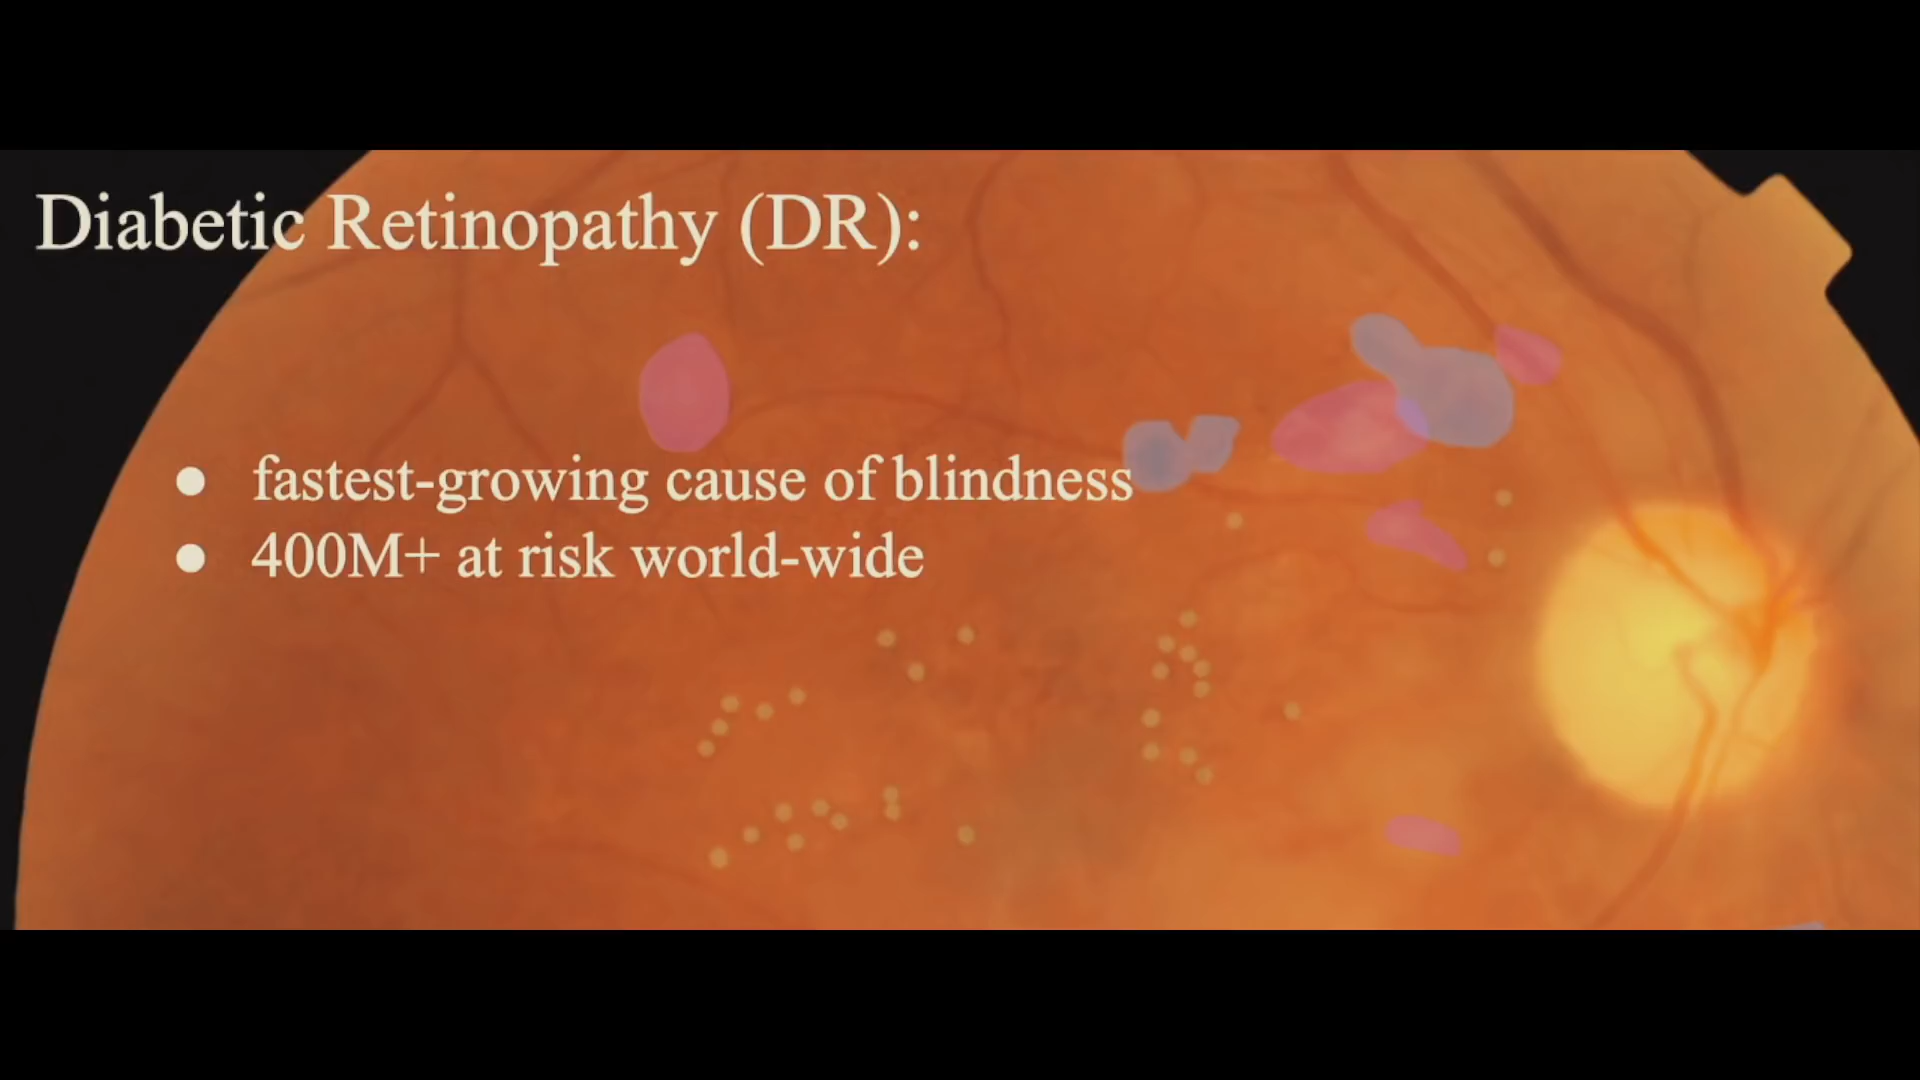 Diabetic Retinopathy (DR):
● fastest-growing cause of blindness
● 400M+ at risk world-wide